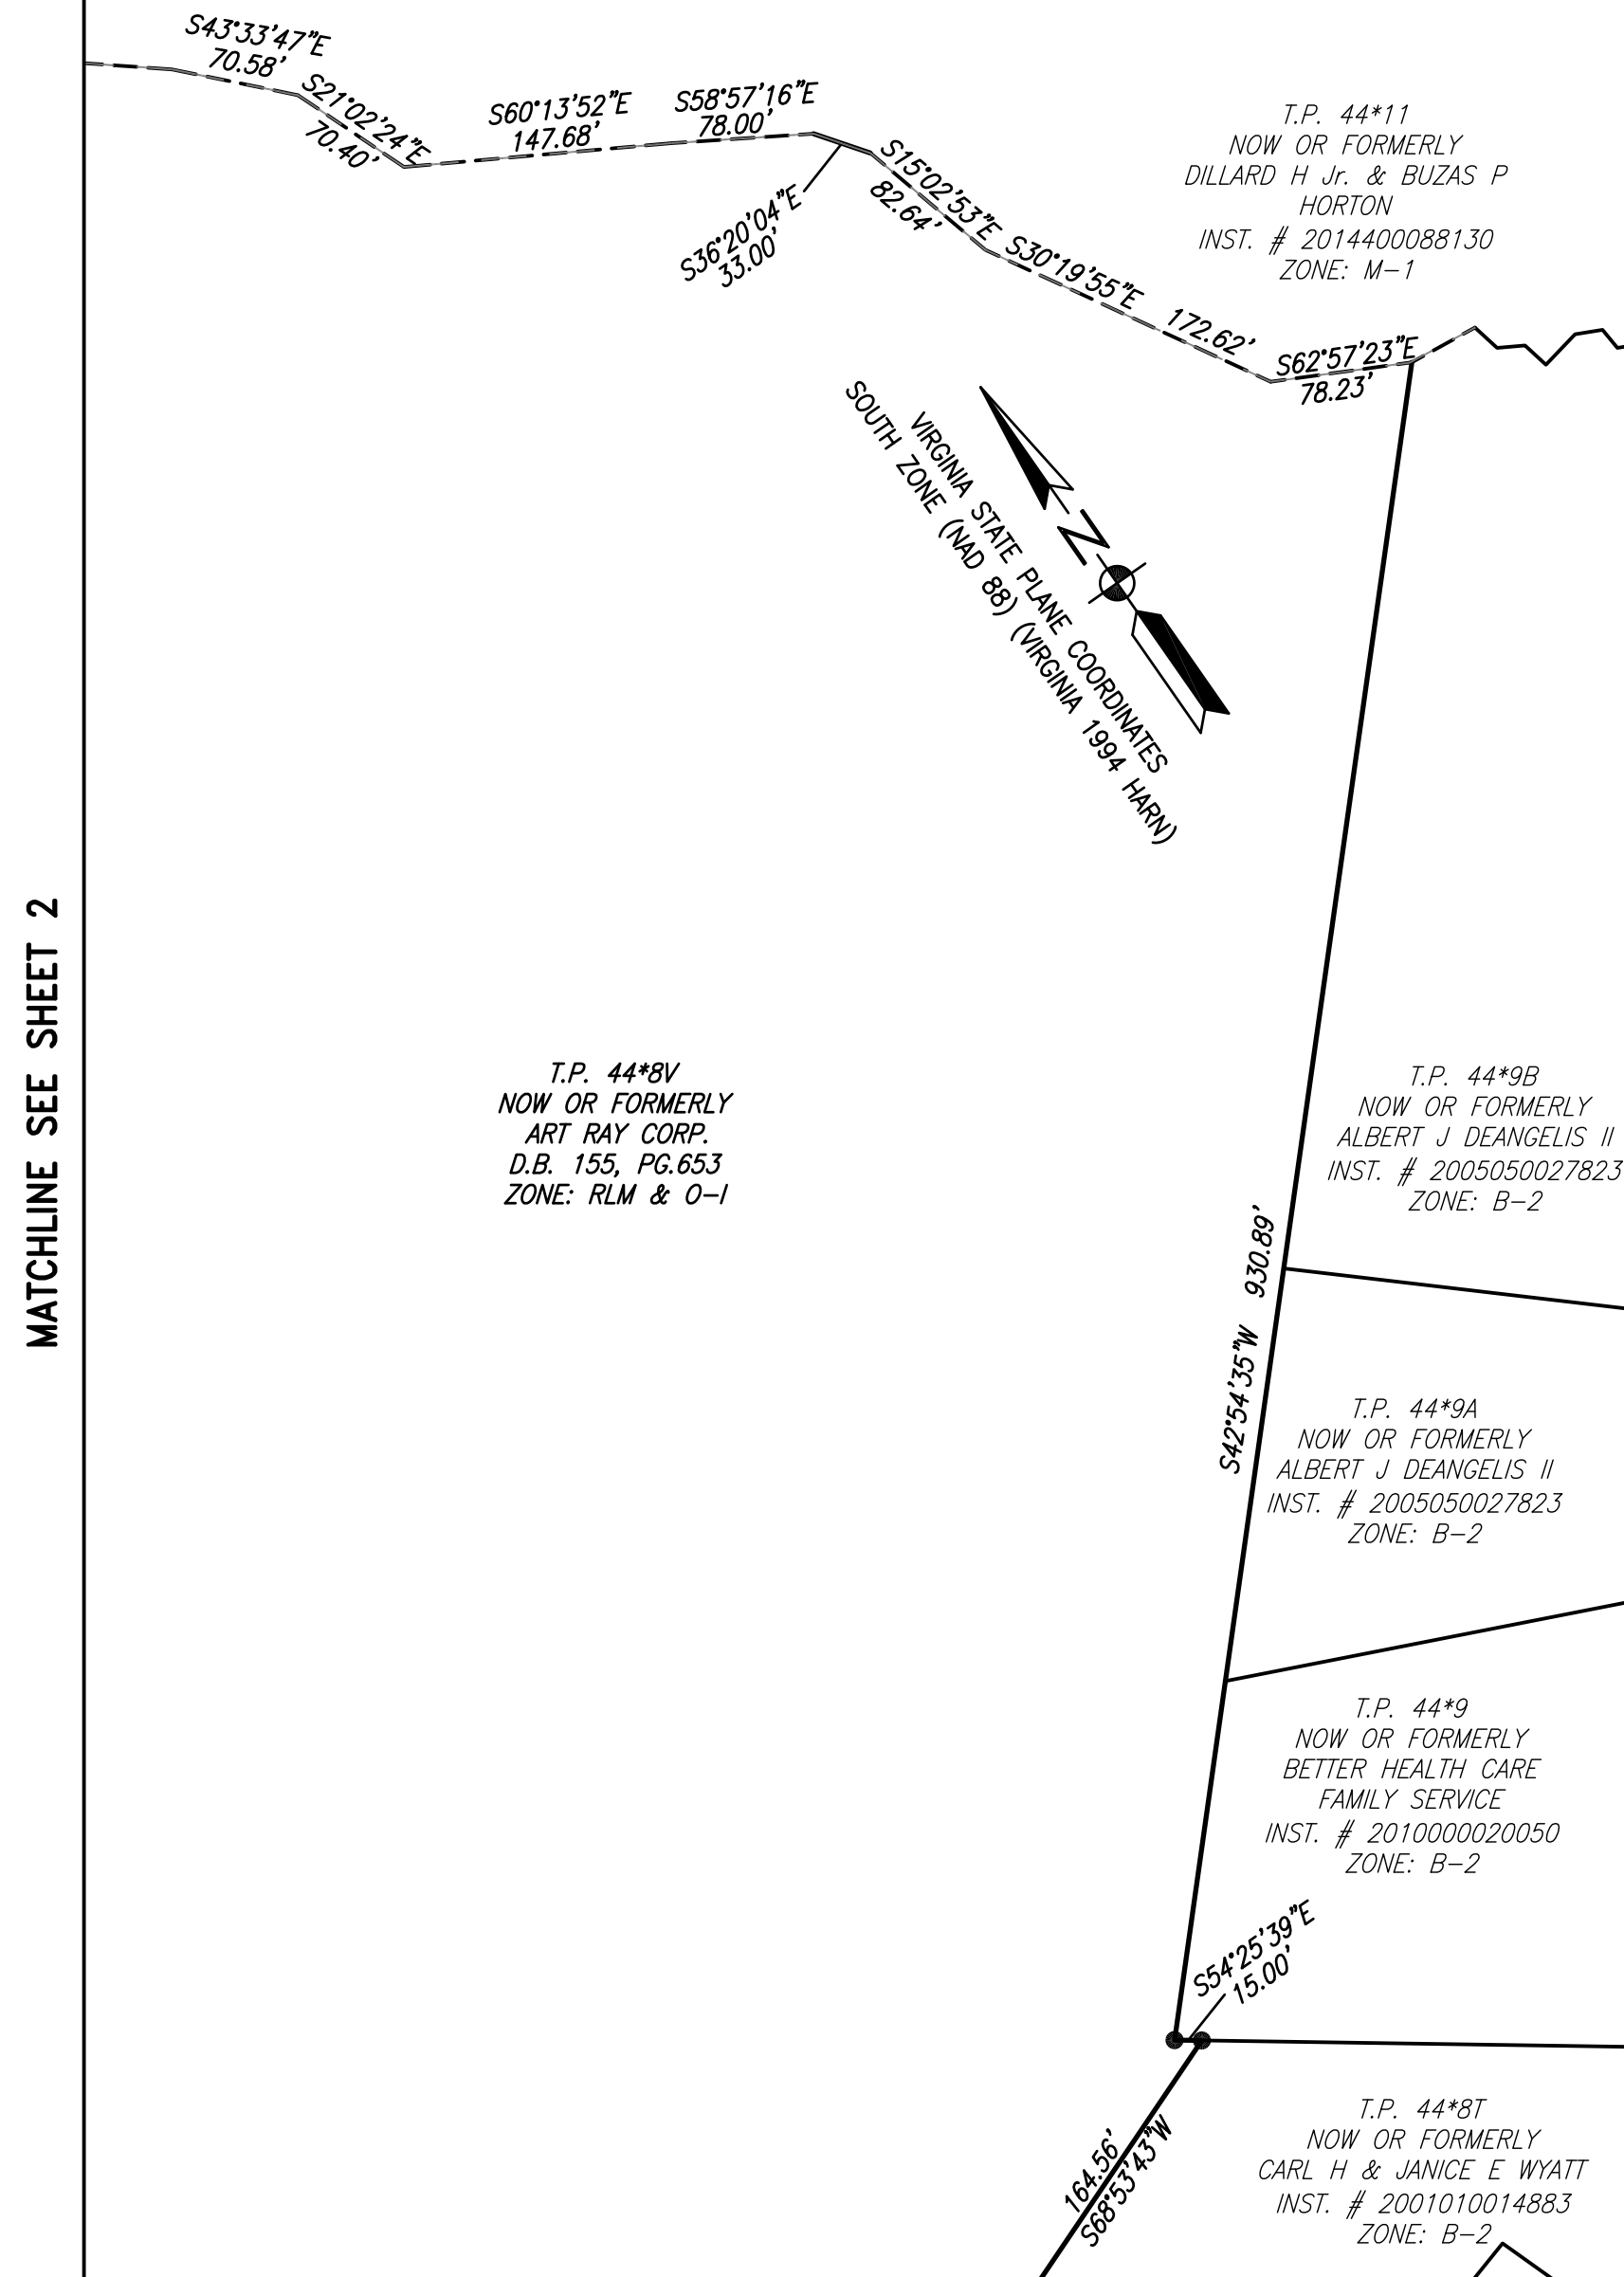 S43°33'47"E
70.58'
S21°02'24"E
70.40'
S60°13'52"E
147.68'
S58°57'16"E
78.00'
S36°20'04"E
33.00'
S15°02'53"E
82.64'
S30°19'55"E 172.62'
S62°57'23"E
78.23'
T.P. 44*11
NOW OR FORMERLY
DILLARD H Jr. & BUZAS P
HORTON
INST. # 2014400088130
ZONE: M-1
N
VIRGINIA STATE PLANE COORDINATES
SOUTH ZONE (NAD 88) (VIRGINIA 1994 HARN)
MATCHLINE SEE SHEET 2
T.P. 44*8V
NOW OR FORMERLY
ART RAY CORP.
D.B. 155, PG.653
ZONE: RLM & O-I
T.P. 44*9B
NOW OR FORMERLY
ALBERT J DEANGELIS II
INST. # 2005050027823
ZONE: B-2
S42°54'35"W 930.89'
T.P. 44*9A
NOW OR FORMERLY
ALBERT J DEANGELIS II
INST. # 2005050027823
ZONE: B-2
T.P. 44*9
NOW OR FORMERLY
BETTER HEALTH CARE
FAMILY SERVICE
INST. # 2010000020050
ZONE: B-2
S54°25'39"E
15.00'
164.56'
S68°53'43"W
T.P. 44*8T
NOW OR FORMERLY
CARL H & JANICE E WYATT
INST. # 2001010014883
ZONE: B-2